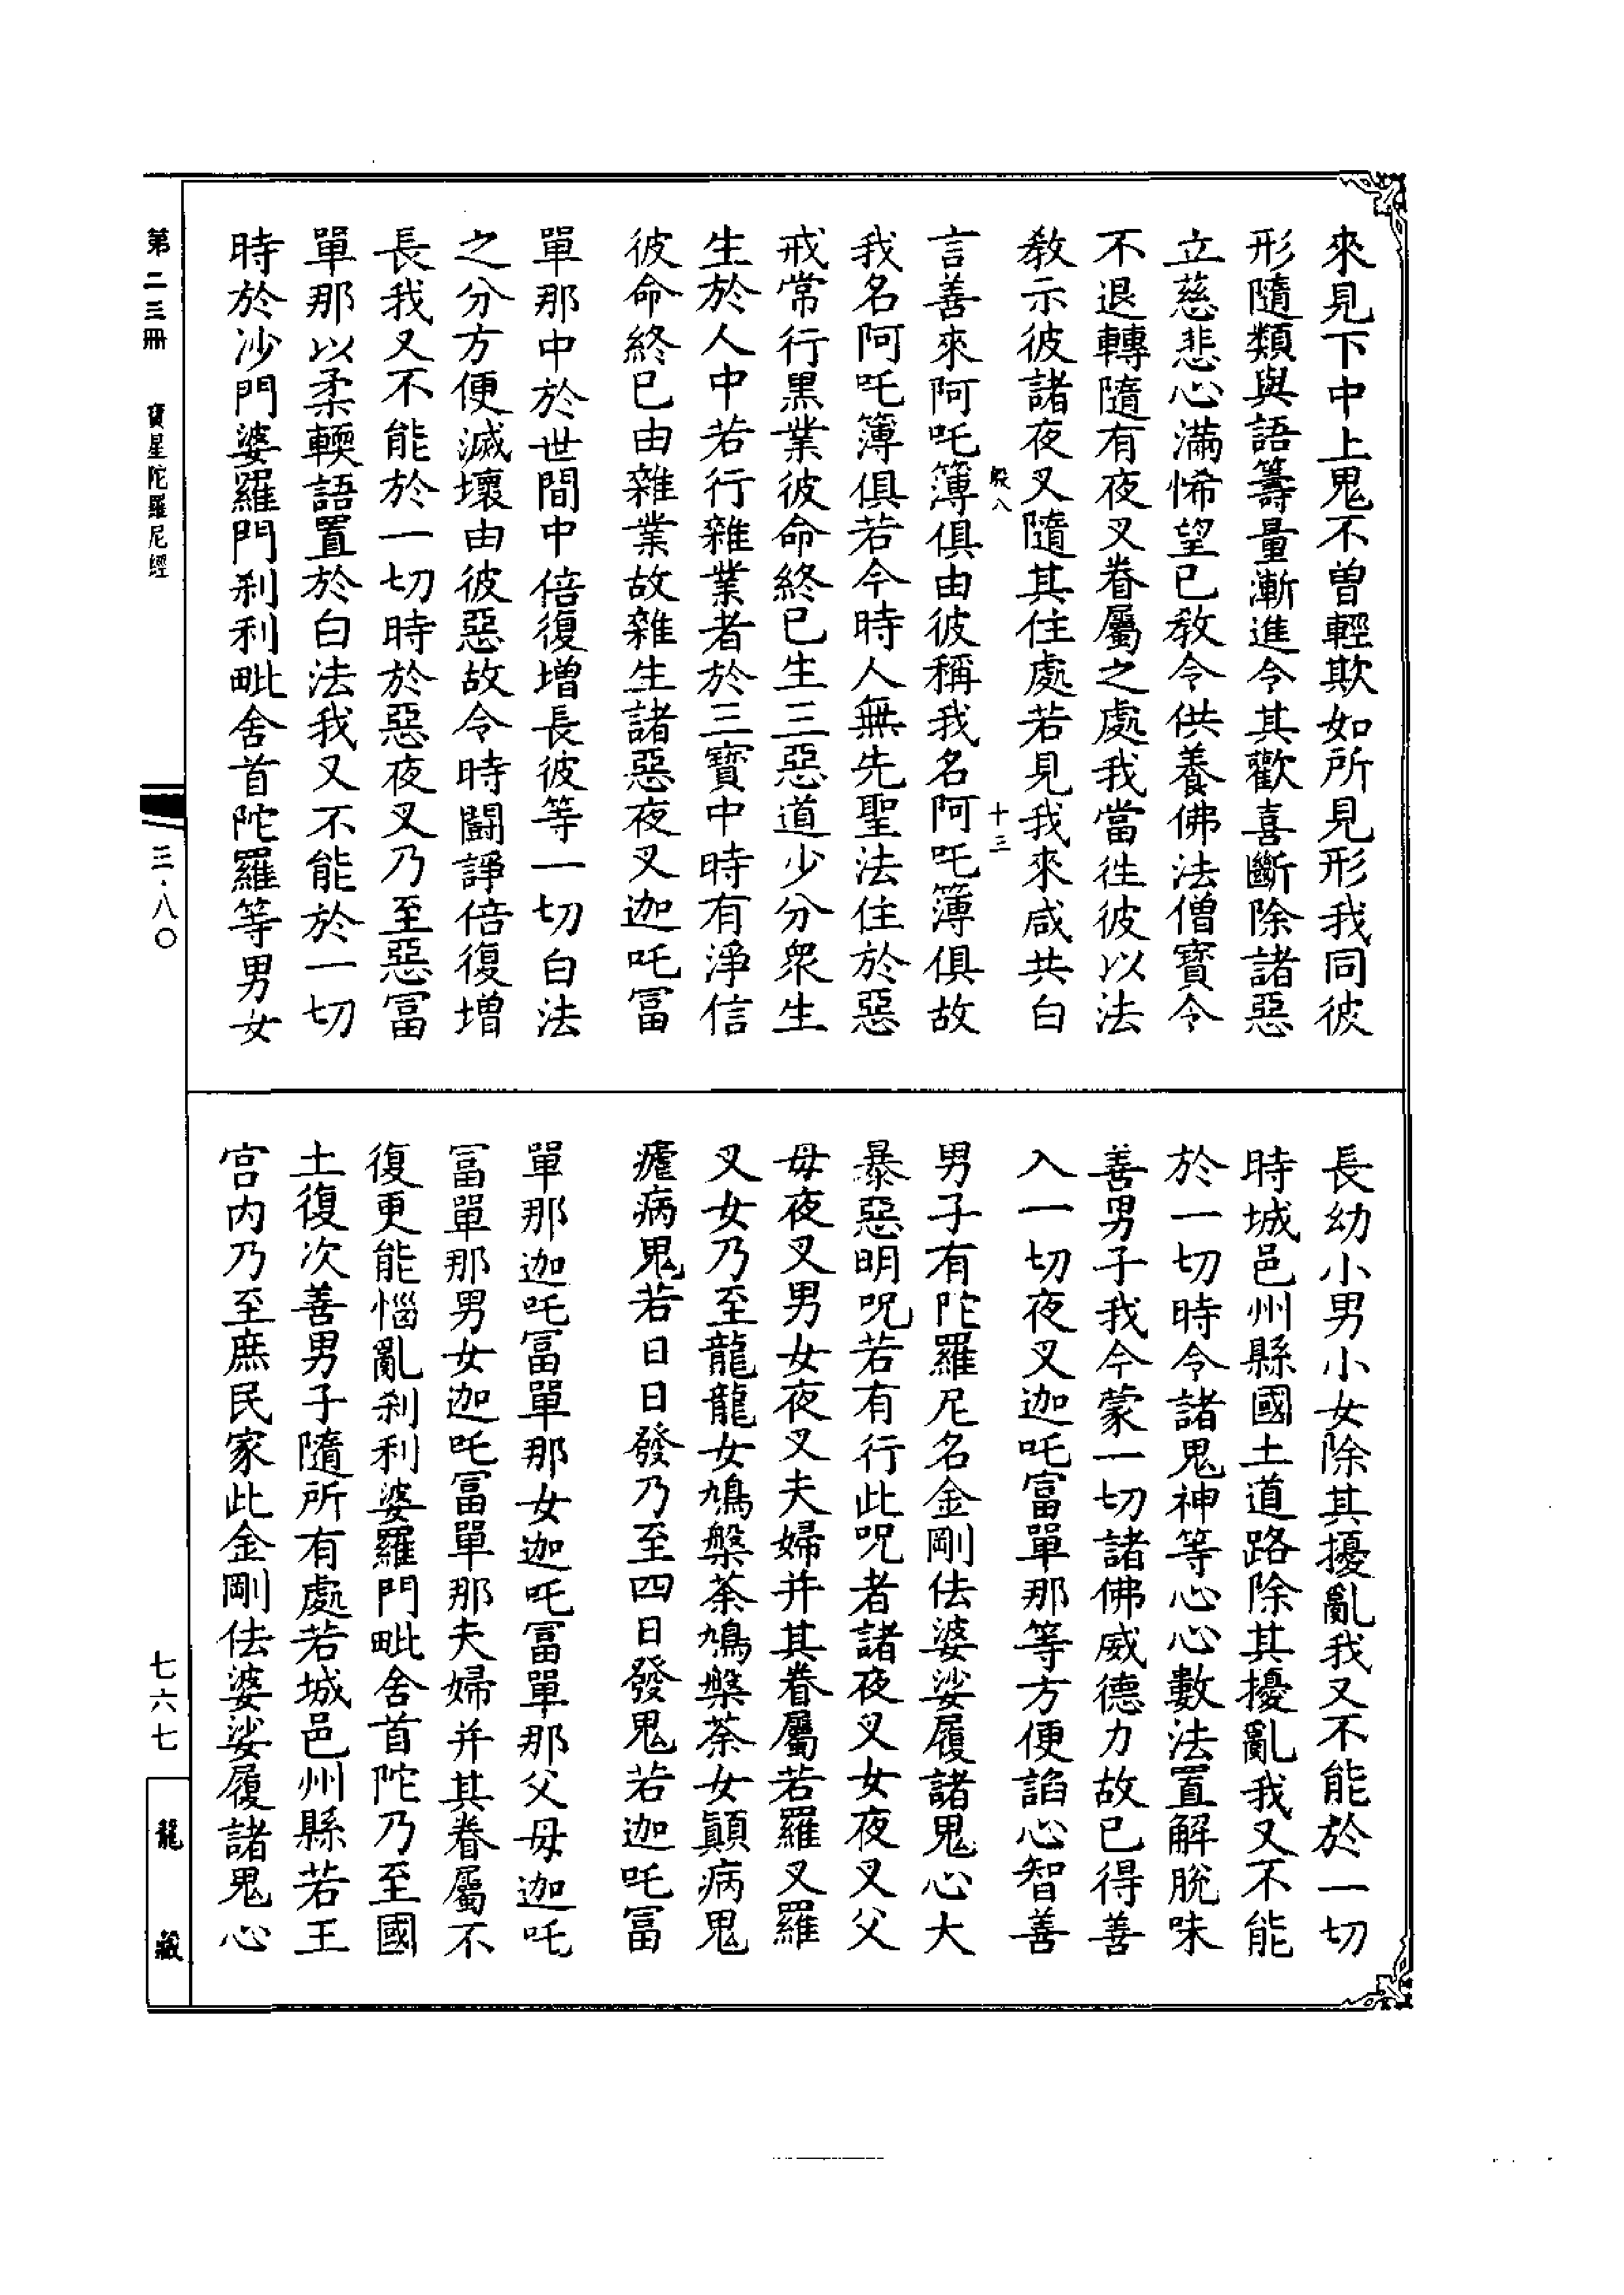 來見下中上鬼不曾輕欺如所見形我同彼
形隨類與語籌量漸進令其歡喜斷除諸惡
立慈悲心滿悕望已教令供養佛法僧寶令
不退轉隨有夜叉眷屬之處我當往彼以法
教示彼諸夜叉隨其住處若見我來咸共白
殷八
十三
言善來阿吒簿俱由彼稱我名阿吒簿俱故
我名阿吒簿俱若今時人無先聖法住於惡
戒常行黑業彼命終已生三惡道少分衆生
生於人中若行雜業者於三寶中時有淨信
彼命終已由雜業故雜生諸惡夜叉迦吒冨
單那中於世間中倍復增長彼等一切白法
之分方便滅壞由彼惡故令時鬪諍倍復增
長我又不能於一切時於惡夜叉乃至惡冨
單那以柔輭語置於白法我又不能於一切
時於沙門婆羅門刹利毗舍首陀羅等男女
長幼小男小女除其擾亂我又不能於一切
時城邑州縣國土道路除其擾亂我又不能
於一切時令諸鬼神等心心數法置解脫味
善男子我今蒙一切諸佛威德力故已得善
入一切夜叉迦吒富單那等方便諂心智善
男子有陀羅尼名金剛佉婆娑履諸鬼心大
暴惡明呪若有行此呪者諸夜叉女夜叉父
母夜叉男女夜叉夫婦并其眷屬若羅叉羅
叉女乃至龍龍女鳩槃荼鳩槃荼女顛病鬼
瘧病鬼若日日發乃至四日發鬼若迦吒冨
單那迦吒冨單那女迦吒冨單那父母迦吒
冨單那男女迦吒冨單那夫婦并其眷屬不
復更能惱亂刹利婆羅門毗舍首陀乃至國
土復次善男子隨所有處若城邑州縣若王
宮內乃至庶民家此金剛佉婆娑履諸鬼心
第二三冊
寶星陀羅尼經
三·八〇
七六七
龍藏